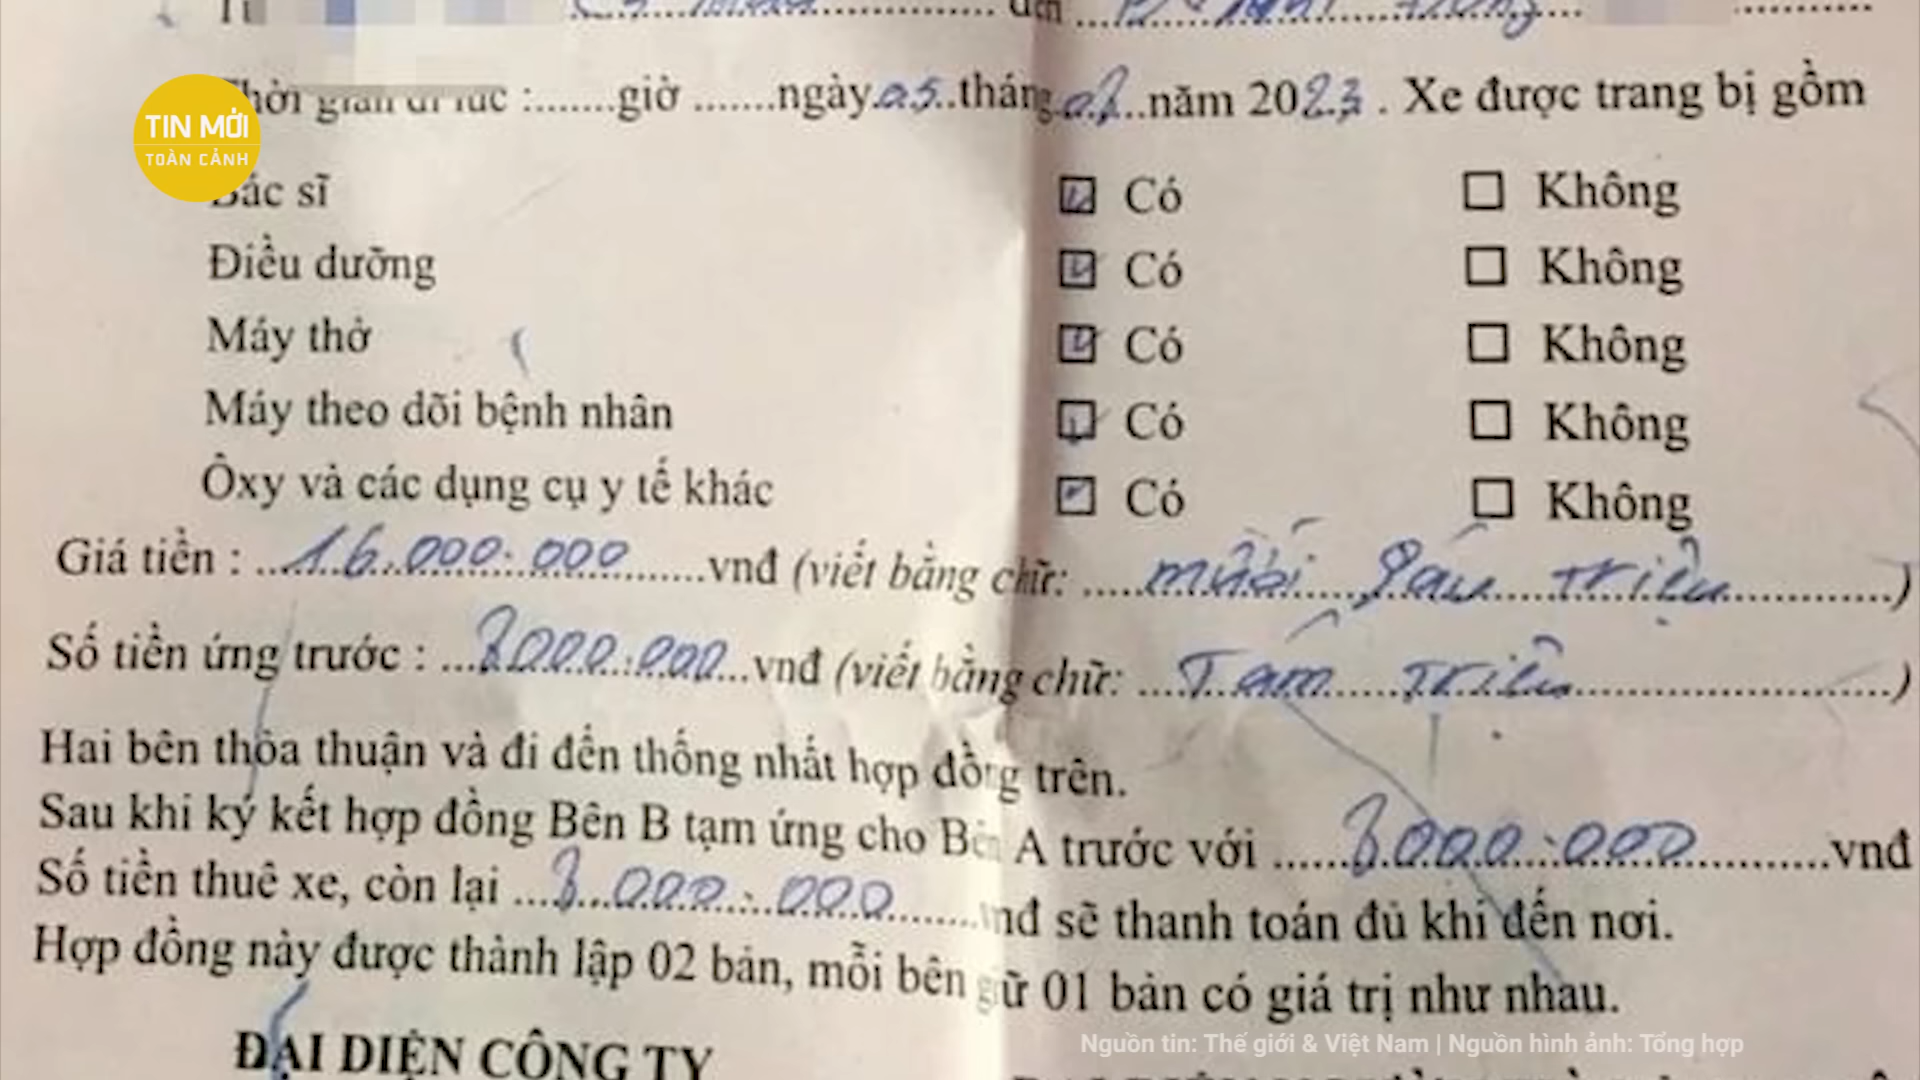 đến
TIN MỚI
TOÀN CẢNH
Thời gian đi lúc :.......giờ .......ngày 05 tháng 02 năm 2023 . Xe được trang bị gồm
Bác sĩ ☑ Có ☐ Không
Điều dưỡng ☑ Có ☐ Không
Máy thở ☑ Có ☐ Không
Máy theo dõi bệnh nhân ☑ Có ☐ Không
Ôxy và các dụng cụ y tế khác ☑ Có ☐ Không
Giá tiền : 16.000.000 vnđ (viết bằng chữ: mười sáu triệu )
Số tiền ứng trước : 8000.000 vnđ (viết bằng chữ: Tám triệu )
Hai bên thỏa thuận và đi đến thống nhất hợp đồng trên.
Sau khi ký kết hợp đồng Bên B tạm ứng cho Bên A trước với 8000.000 vnđ
Số tiền thuê xe, còn lại 8.000.000 vnđ sẽ thanh toán đủ khi đến nơi.
Hợp đồng này được thành lập 02 bản, mỗi bên giữ 01 bản có giá trị như nhau.
ĐẠI DIỆN CÔNG TY
Nguồn tin: Thế giới & Việt Nam | Nguồn hình ảnh: Tổng hợp